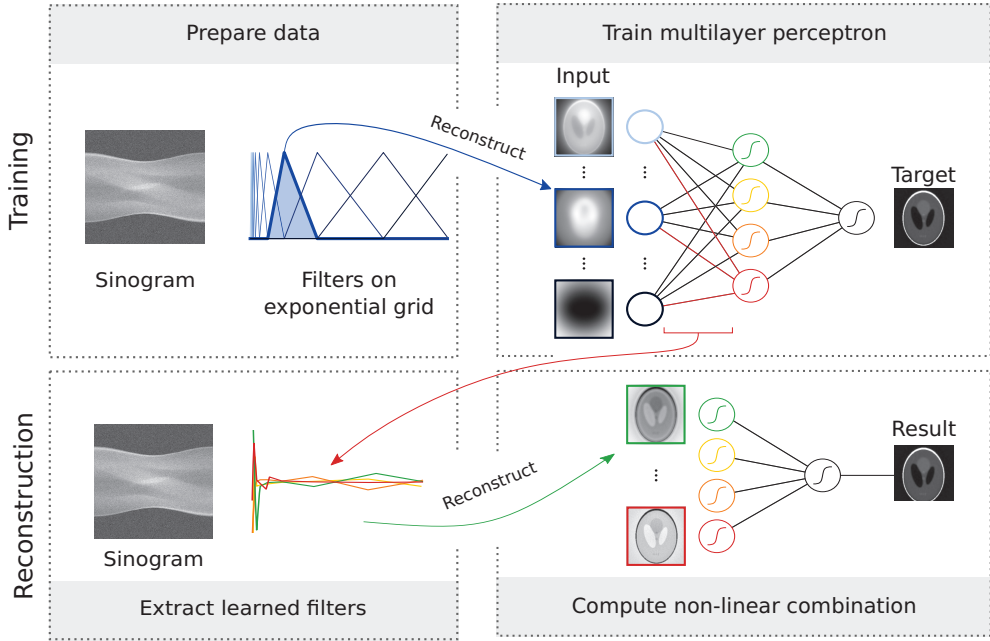 Training
Prepare data
Sinogram
Filters on
exponential grid
Reconstruct
Train multilayer perceptron
Input
Target
Reconstruction
Sinogram
Extract learned filters
Reconstruct
Result
Compute non-linear combination